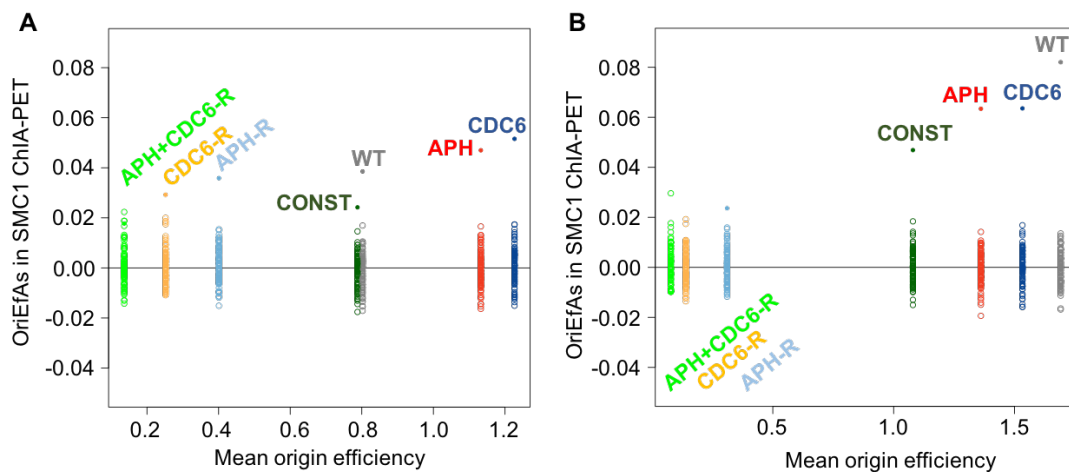 A
OriEfAs in SMC1 ChIA-PET
0.08
0.06
0.04
0.02
0.00
-0.02
-0.04
APH+CDC6-R
CDC6-R
APH-R
CONST
WT
APH
CDC6
0.2
0.4
0.6
0.8
1.0
1.2
Mean origin efficiency
B
OriEfAs in SMC1 ChIA-PET
0.08
0.06
0.04
0.02
0.00
-0.02
-0.04
WT
APH
CDC6
CONST
APH+CDC6-R
CDC6-R
APH-R
0.5
1.0
1.5
Mean origin efficiency